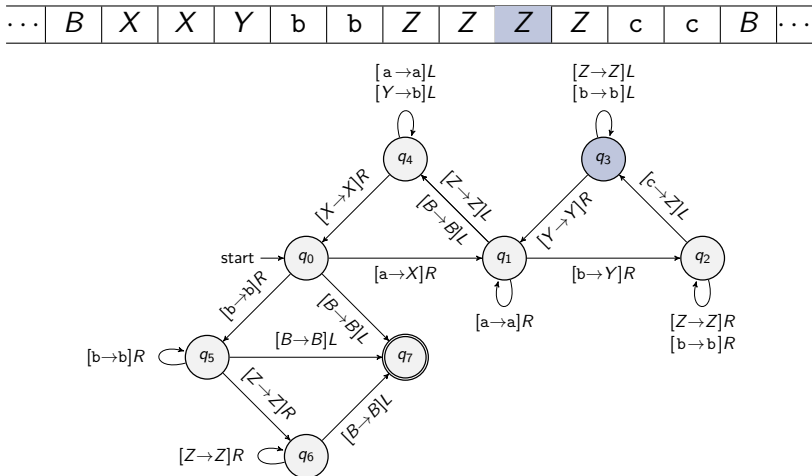 ··· B X X Y b b Z Z Z Z c c B ···
[a→a]L
[Y→b]L
[Z→Z]L
[b→b]L
q4
q3
[X→X]R
[Z→Z]L
[B→B]L
[Y→Y]R
[c→Z]L
start
q0
[a→X]R
q1
[b→Y]R
q2
[b→b]R
[B→B]L
[a→a]R
[Z→Z]R
[b→b]R
[b→b]R
q5
[B→B]L
q7
[Z→Z]R
[B→B]L
[Z→Z]R
q6